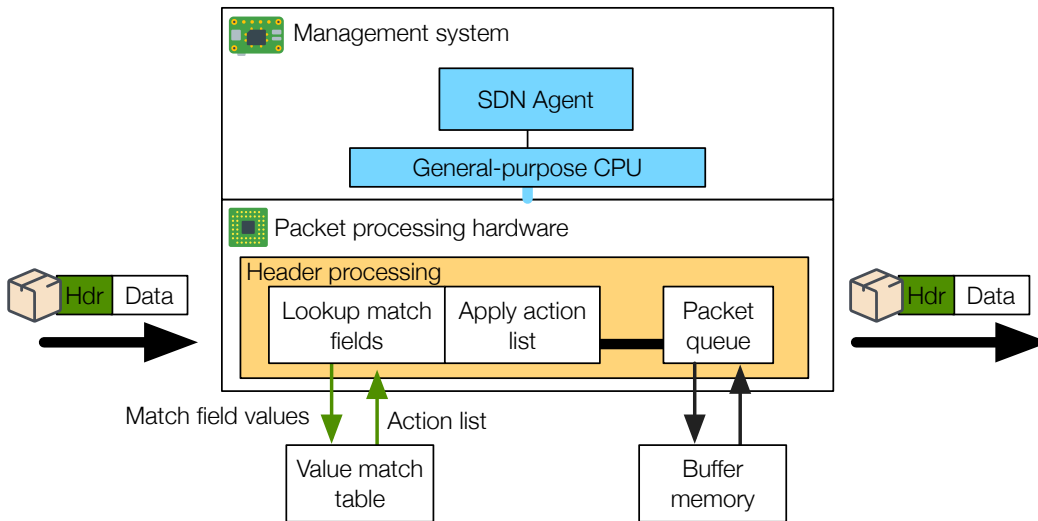 Management system
SDN Agent
General-purpose CPU
Packet processing hardware
Header processing
Hdr Data
Lookup match
fields
Apply action
list
Packet
queue
Hdr Data
Match field values
Action list
Value match
table
Buffer
memory